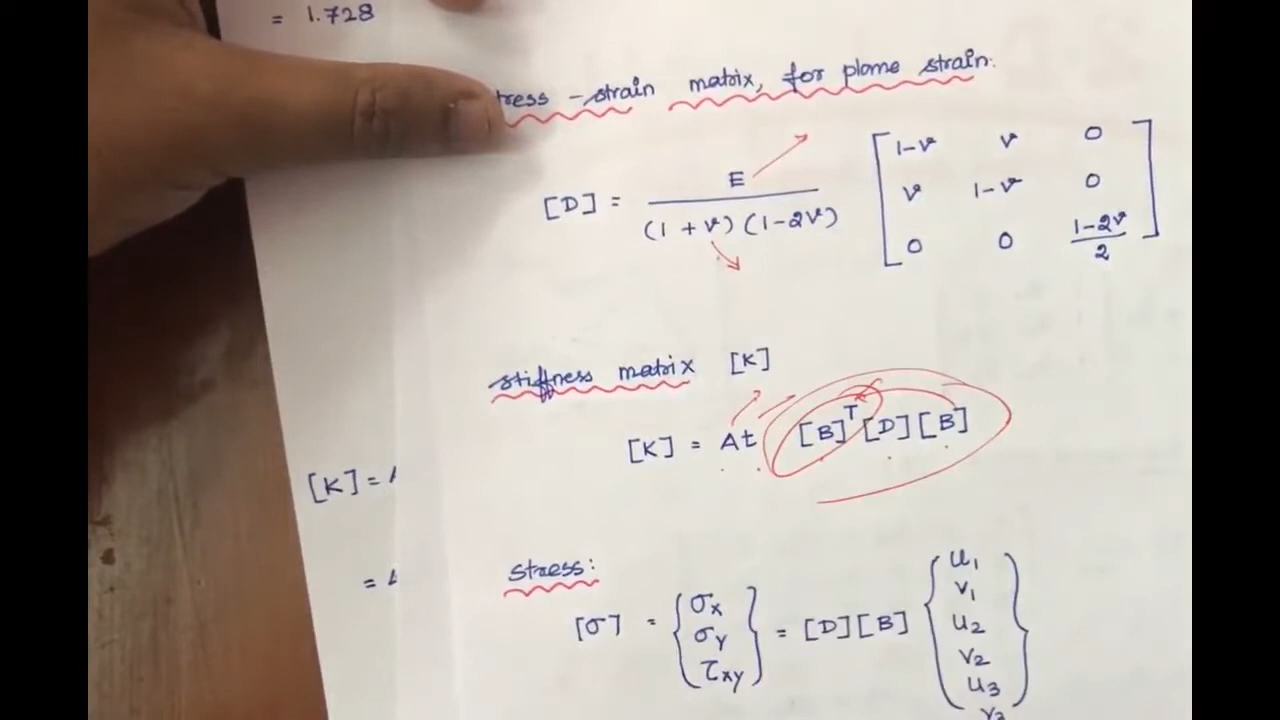 = 1.728
tress - strain matrix, for plane strain.
[D] = E / (1 + ν) (1-2ν) [1-ν ν 0
ν 1-ν 0
0 0 1-2ν / 2]
stiffness matrix [K]
[K] = At [B]ᵀ [D] [B]
[K] =
=
stress:
[σ] = {σx σy τxy} = [D] [B] {u1 v1 u2 v2 u3 v3}